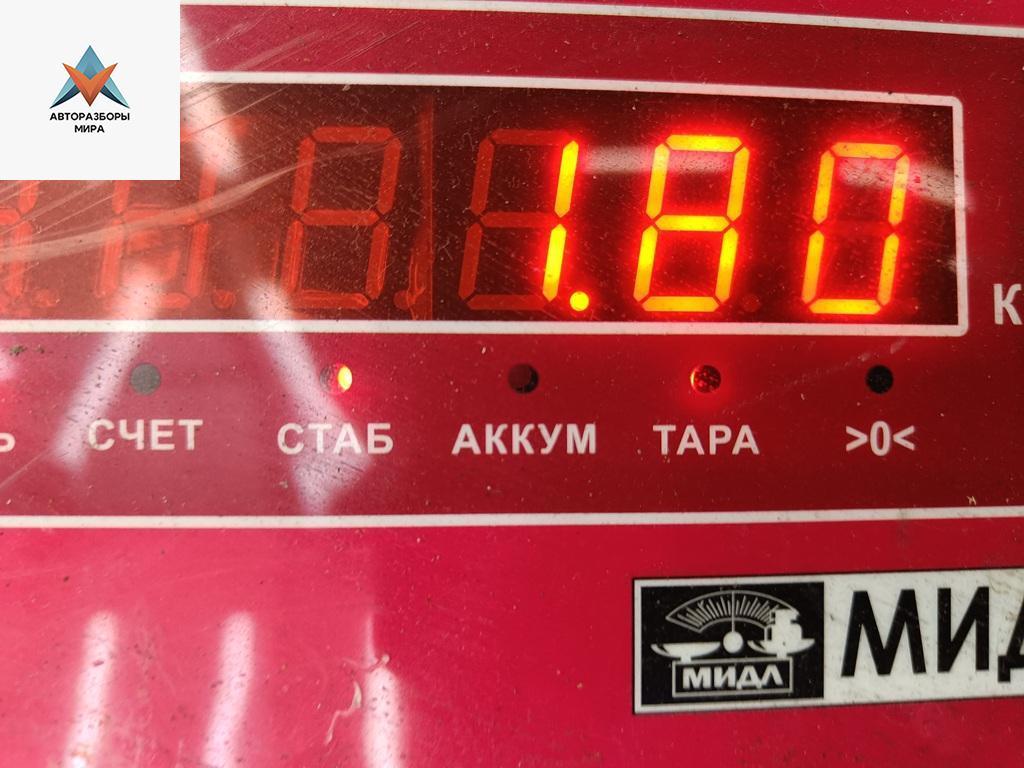 АВТОРАЗБОРЫ
МИРА
1.80
К
Ь СЧЕТ СТАБ АККУМ ТАРА >0<
МИДЛ
МИД